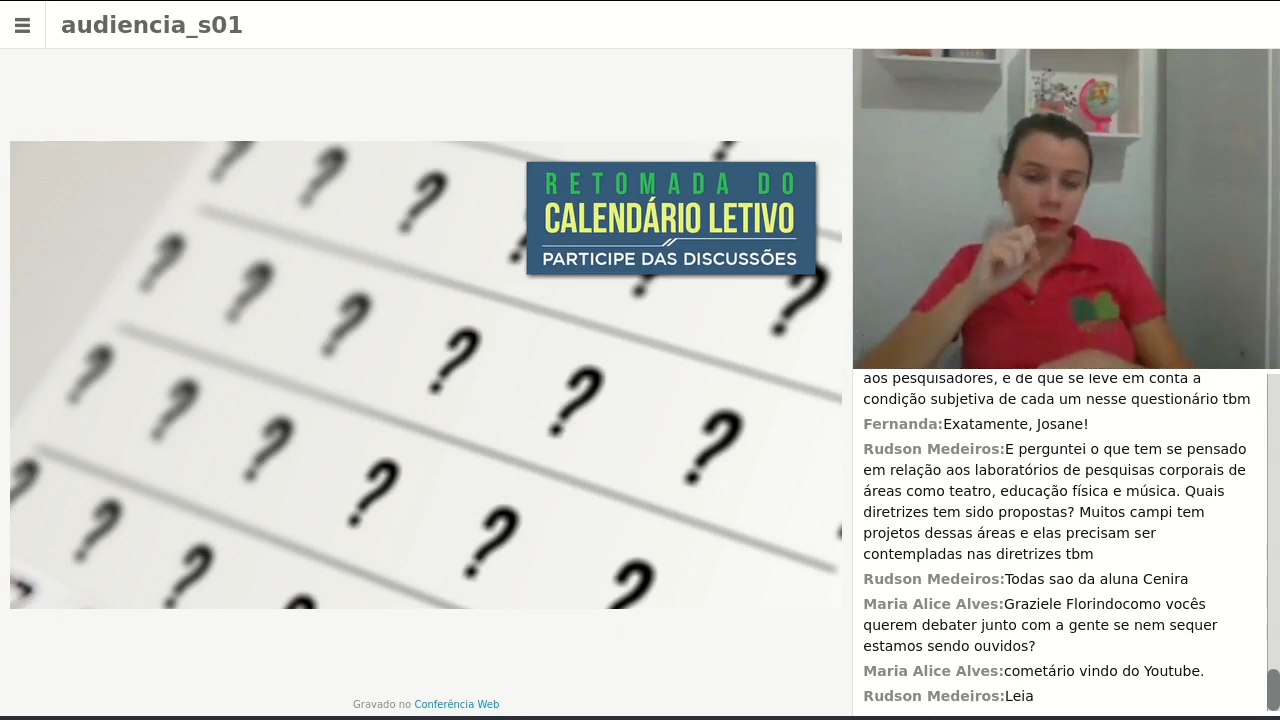 audiencia_s01
RETOMADA DO
CALENDÁRIO LETIVO
PARTICIPE DAS DISCUSSÕES
aos pesquisadores, e de que se leve em conta a
condição subjetiva de cada um nesse questionário tbm
Fernanda:Exatamente, Josane!
Rudson Medeiros:E perguntei o que tem se pensado
em relação aos laboratórios de pesquisas corporais de
áreas como teatro, educação física e música. Quais
diretrizes tem sido propostas? Muitos campi tem
projetos dessas áreas e elas precisam ser
contempladas nas diretrizes tbm
Rudson Medeiros:Todas sao da aluna Cenira
Maria Alice Alves:Graziele Florindocomo vocês
querem debater junto com a gente se nem sequer
estamos sendo ouvidos?
Maria Alice Alves:cometário vindo do Youtube.
Rudson Medeiros:Leia
Gravado no Conferência Web